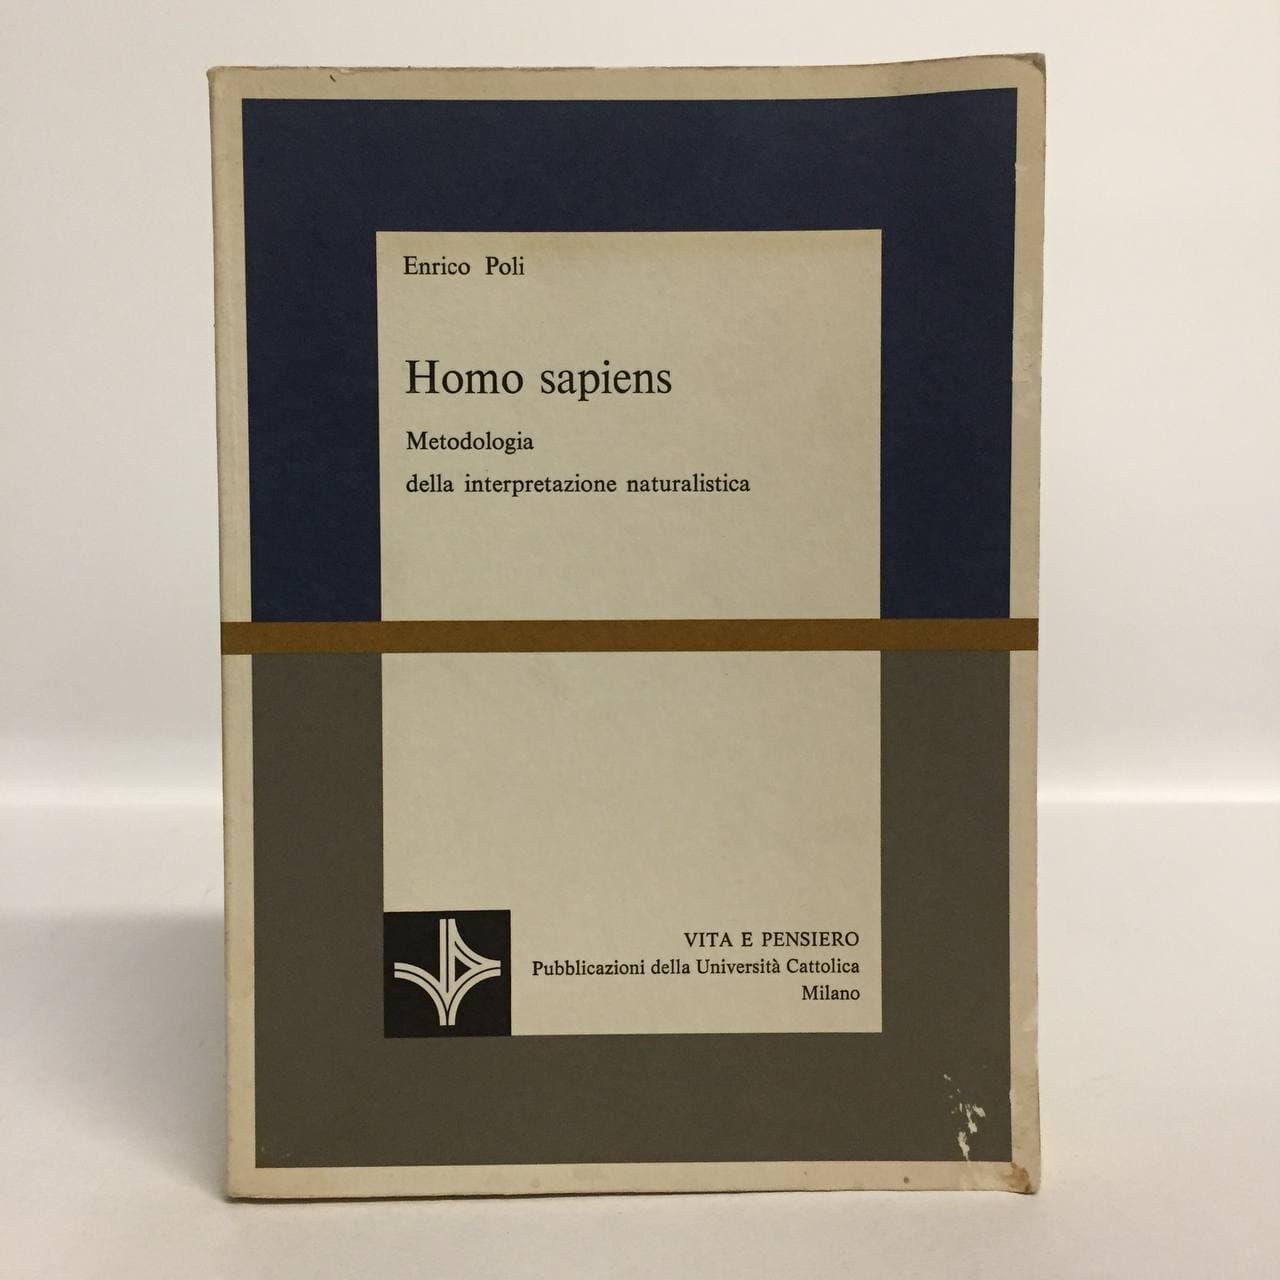 Enrico Poli
Homo sapiens
Metodologia
della interpretazione naturalistica
VITA E PENSIERO
Pubblicazioni della Università Cattolica
Milano